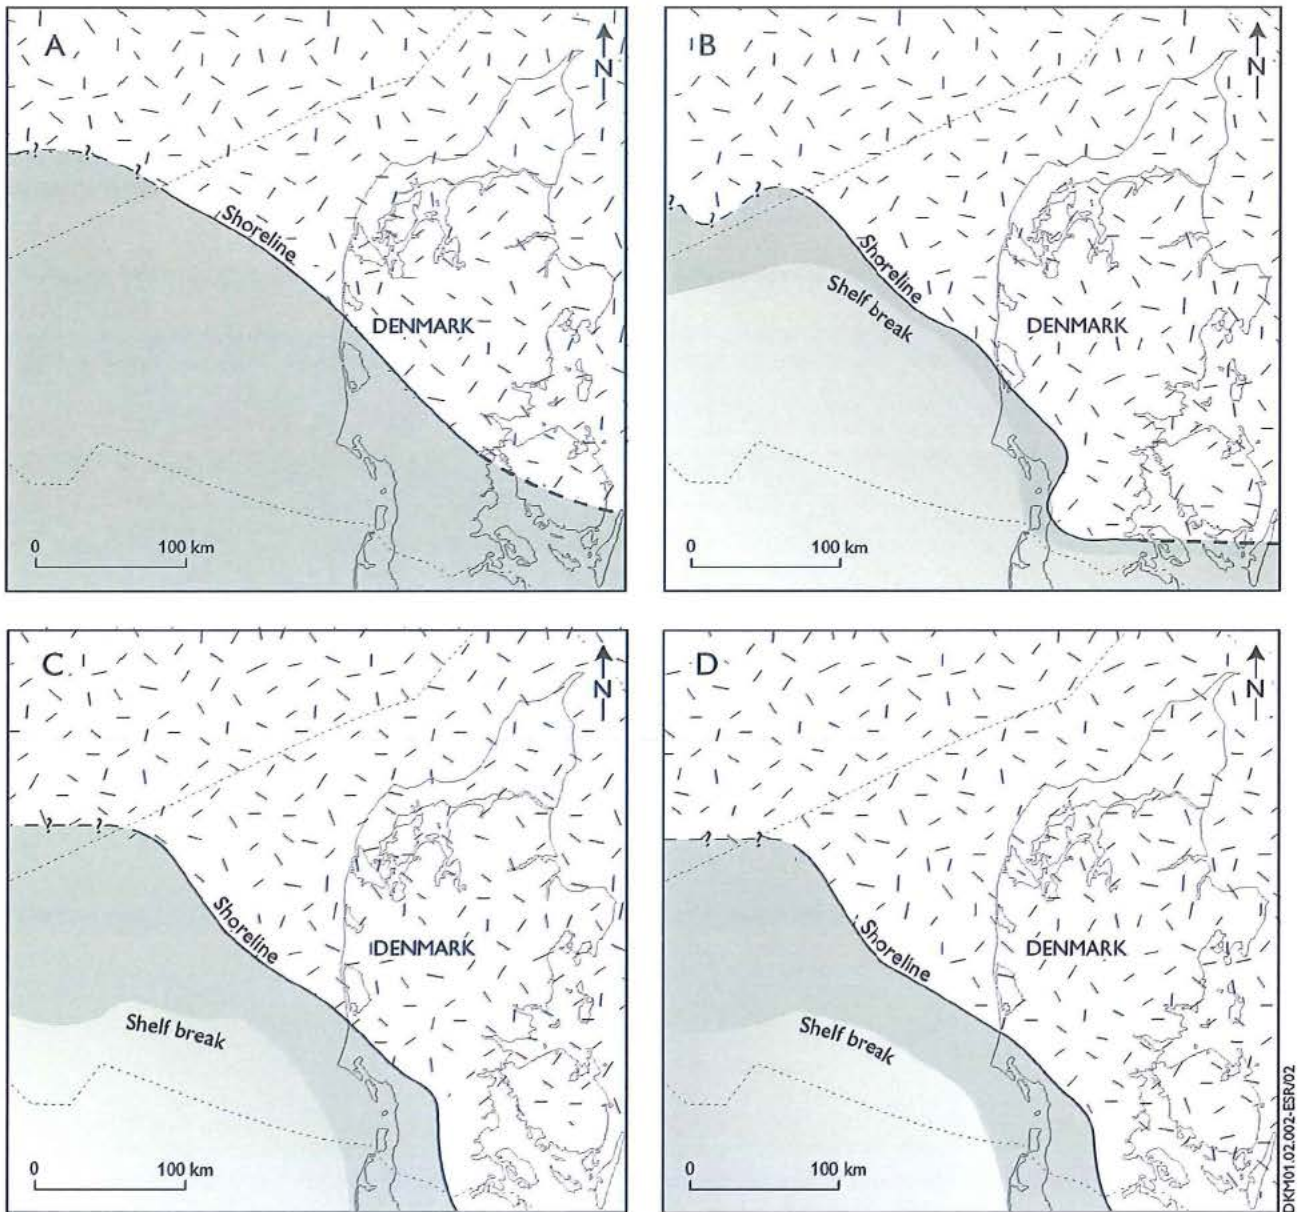 A
N
? ? ?
Shoreline
DENMARK
0 100 km
B
N
? ? ?
Shoreline
Shelf break
DENMARK
0 100 km
C
N
? ?
Shoreline
DENMARK
Shelf break
0 100 km
D
N
? ?
Shoreline
DENMARK
Shelf break
0 100 km
DKM01.02.002-ESR/02